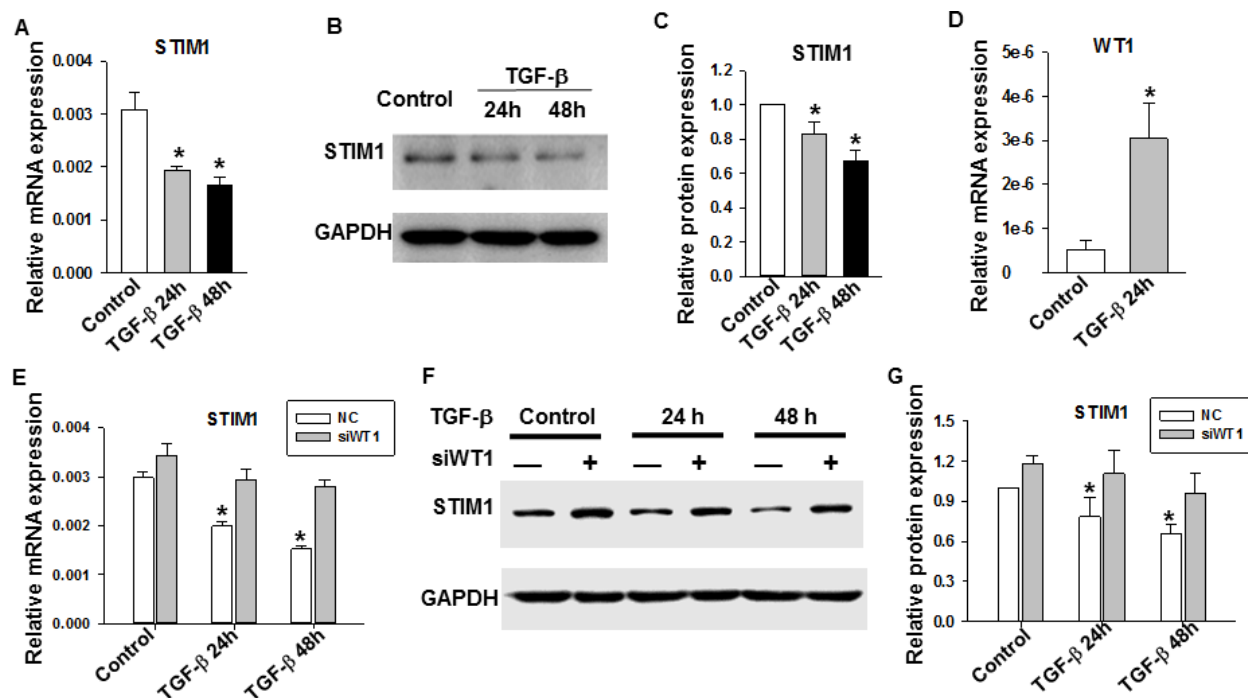 A
STIM1
Relative mRNA expression
0.004
0.003
0.002
0.001
0.000
Control
TGF-β 24h
TGF-β 48h
*
*
B
TGF-β
Control
24h
48h
STIM1
GAPDH
C
STIM1
Relative protein expression
1.2
1.0
0.8
0.6
0.4
0.2
0.0
Control
TGF-β 24h
TGF-β 48h
*
*
D
WT1
Relative mRNA expression
5e-6
4e-6
3e-6
2e-6
1e-6
0
Control
TGF-β 24h
*
E
STIM1
NC
siWT1
Relative mRNA expression
0.004
0.003
0.002
0.001
0.000
Control
TGF-β 24h
TGF-β 48h
*
*
F
TGF-β Control 24 h 48 h
siWT1 — + — + — +
STIM1
GAPDH
G
STIM1
NC
siWT1
Relative protein expression
1.5
1.2
0.9
0.6
1.3
0.0
Control
TGF-β 24h
TGF-β 48h
*
*